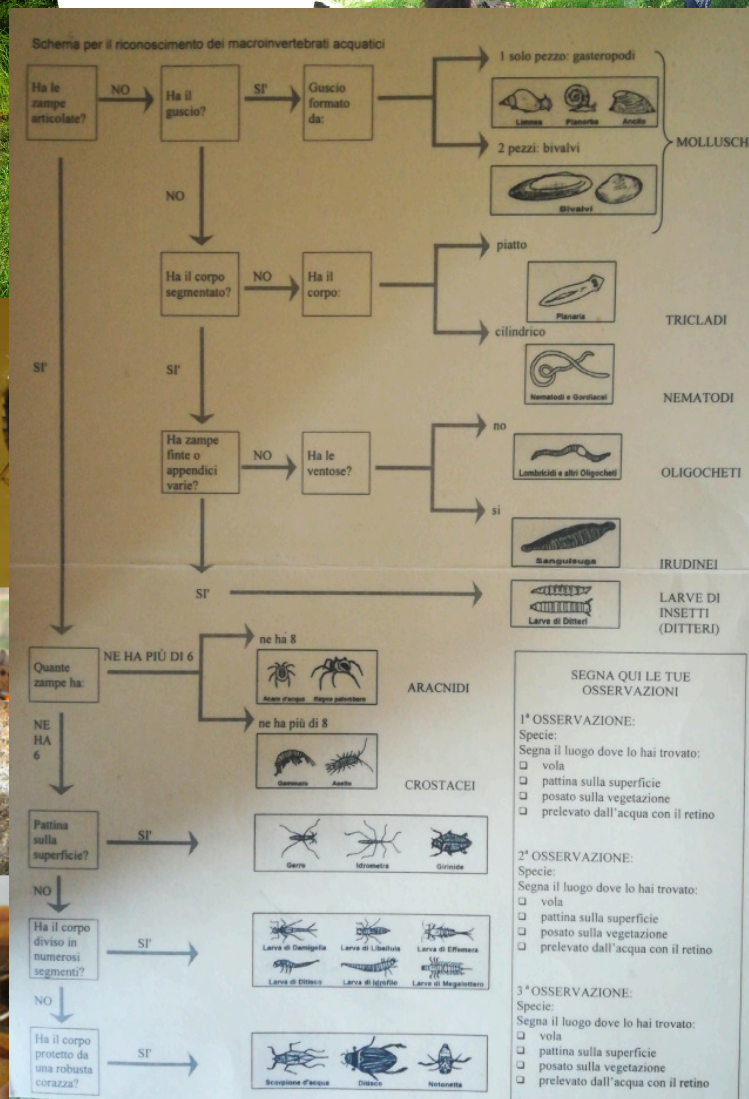 Schema per il riconoscimento dei macroinvertebrati acquatici
Ha le
zampe
articolate?
NO
Ha il
guscio?
SI'
Guscio
formato
da:
1 solo pezzo: gasteropodi
Limnea
Planorbe
Ancilo
2 pezzi: bivalvi
Bivalvi
MOLLUSCH
NO
Ha il corpo
segmentato?
NO
Ha il
corpo:
piatto
Planaria
TRICLADI
cilindrico
Nematodi e Gordiacei
NEMATODI
SI'
SI'
Ha zampe
finte o
appendici
varie?
NO
Ha le
ventose?
no
Lombricidi e altri Oligocheti
OLIGOCHETI
si
Sanguisuga
IRUDINEI
SI'
Larve di Ditteri
LARVE DI
INSETTI
(DITTERI)
Quante
zampe ha:
NE HA PIÙ DI 6
ne ha 8
Acaro d'acqua
Ragno palombaro
ARACNIDI
ne ha più di 8
Gammaro
Asello
CROSTACEI
NE
HA
6
Pattina
sulla
superficie?
SI'
Gerro
Idrometra
Girinide
NO
Ha il corpo
diviso in
numerosi
segmenti?
SI'
Larva di Damigella
Larva di Libellula
Larva di Effemera
Larva di Ditisco
Larva di Idrofilo
Larva di Megalottero
NO
Ha il corpo
protetto da
una robusta
corazza?
SI'
Scorpione d'acqua
Ditisco
Notonetta
SEGNA QUI LE TUE
OSSERVAZIONI
1ª OSSERVAZIONE:
Specie:
Segna il luogo dove lo hai trovato:
vola
pattina sulla superficie
posato sulla vegetazione
prelevato dall'acqua con il retino
2ª OSSERVAZIONE:
Specie:
Segna il luogo dove lo hai trovato:
vola
pattina sulla superficie
posato sulla vegetazione
prelevato dall'acqua con il retino
3ª OSSERVAZIONE:
Specie:
Segna il luogo dove lo hai trovato:
vola
pattina sulla superficie
posato sulla vegetazione
prelevato dall'acqua con il retino